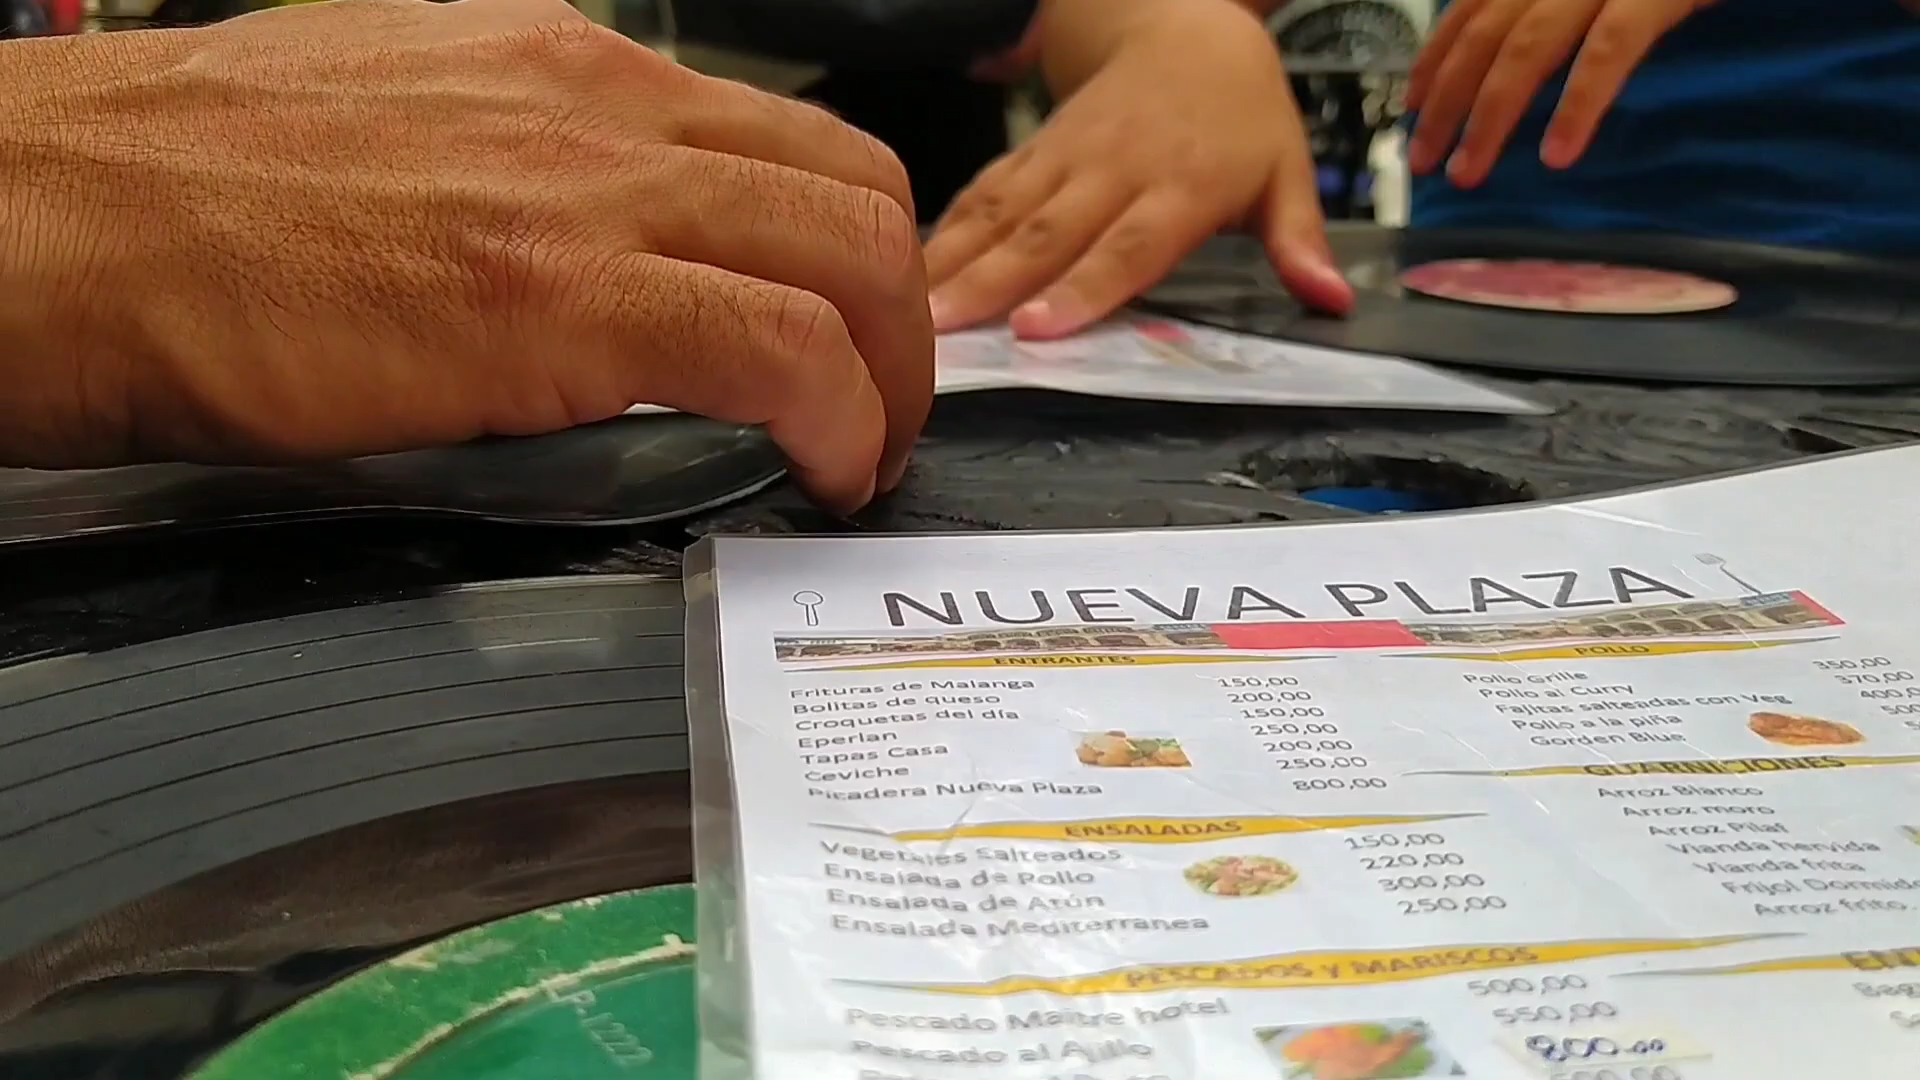 NUEVA PLAZA
ENTRANTES
Frituras de Malanga 150,00
Bolitas de queso 200,00
Croquetas del día 150,00
Eperlan 250,00
Tapas Casa 200,00
Ceviche 250,00
Picadera Nueva Plaza 800,00
ENSALADAS
Vegetales Salteados 150,00
Ensalada de Pollo 220,00
Ensalada de Atún 300,00
Ensalada Mediterranea 250,00
PESCADOS Y MARISCOS
Pescado Maitre hotel 500,00
Pescado al Ajillo 550,00
800.00
POLLO
Pollo Grille 350,00
Pollo al Curry 370,00
Fajitas salteadas con Veg
Pollo a la piña
Gorden Blue
GUARNICIONES
Arroz Blanco
Arroz moro
Arroz Pilaf
Vianda hervida
Vianda frita
Frijol Dormido
Arroz frito
LP.1222